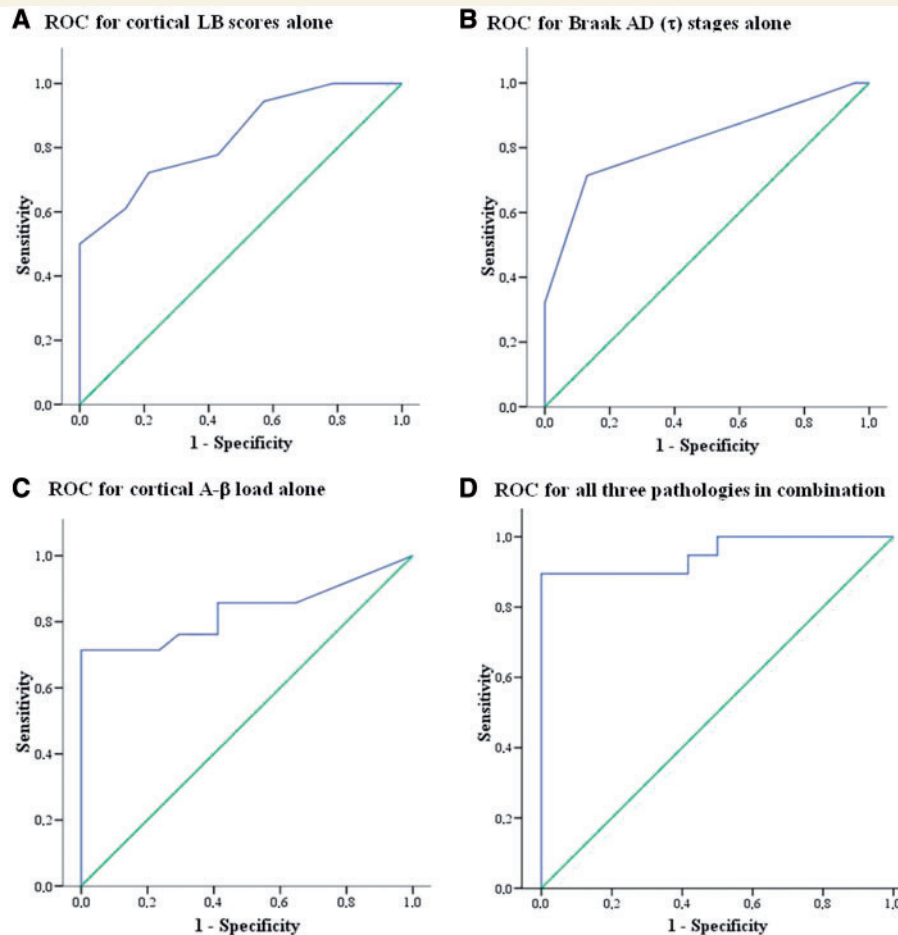 A ROC for cortical LB scores alone
1.0
0.8
0.6
0.4
0.2
0.0
Sensitivity
0.0 0.2 0.4 0.6 0.8 1.0
1 - Specificity
B ROC for Braak AD (τ) stages alone
1.0
0.8
0.6
0.4
0.2
0.0
Sensitivity
0.0 0.2 0.4 0.6 0.8 1.0
1 - Specificity
C ROC for cortical A-β load alone
1.0
0.8
0.6
0.4
0.2
0.0
Sensitivity
0.0 0.2 0.4 0.6 0.8 1.0
1 - Specificity
D ROC for all three pathologies in combination
1.0
0.8
0.6
0.4
0.2
0.0
Sensitivity
0.0 0.2 0.4 0.6 0.8 1.0
1 - Specificity